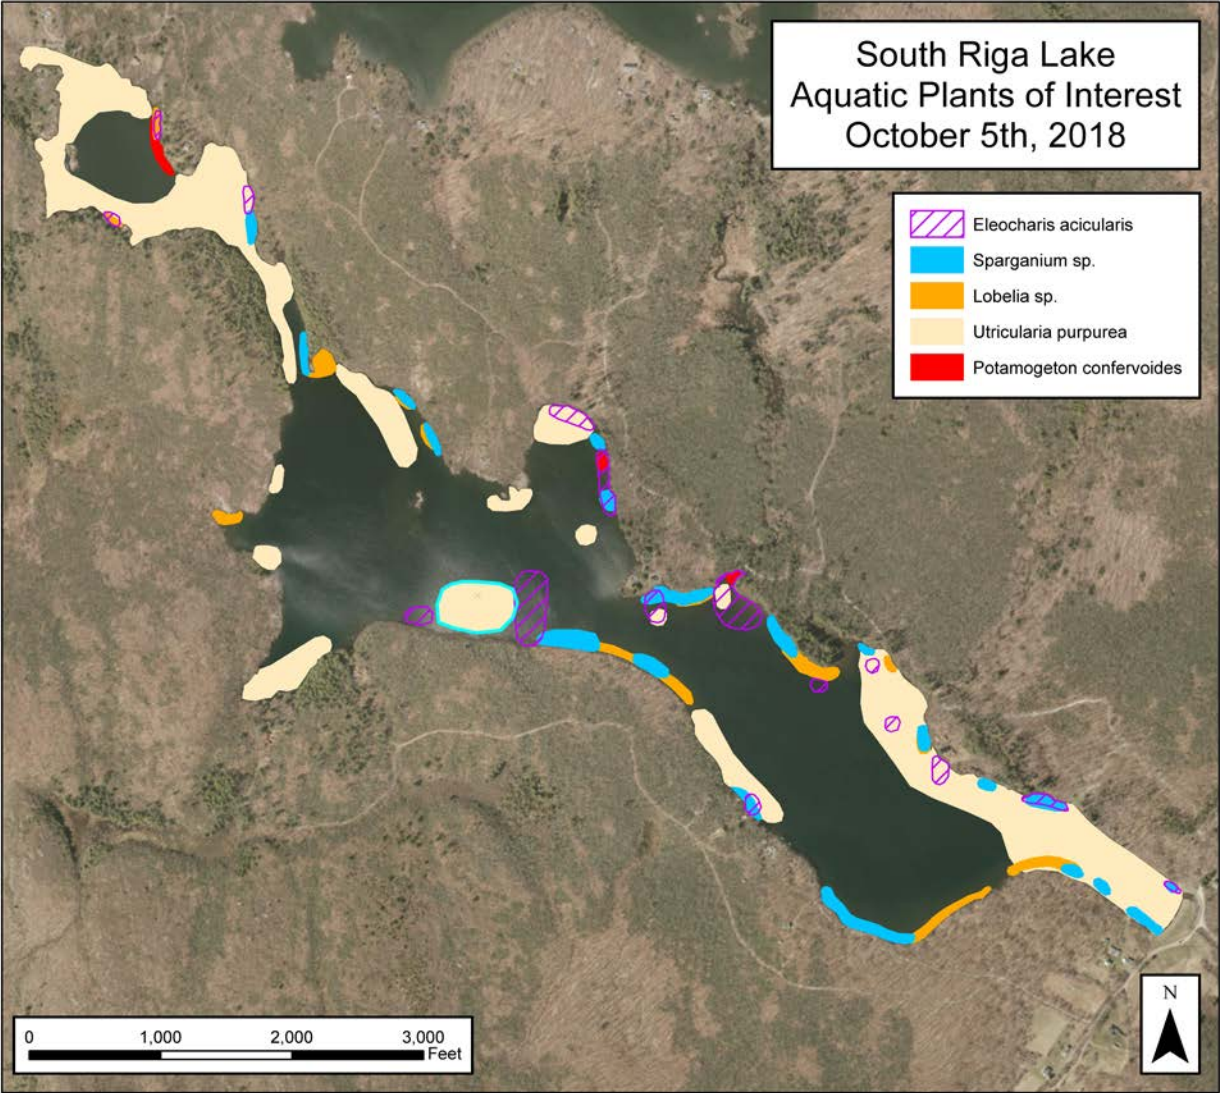 South Riga Lake
Aquatic Plants of Interest
October 5th, 2018
Eleocharis acicularis
Sparganium sp.
Lobelia sp.
Utricularia purpurea
Potamogeton confervoides
N
0 1,000 2,000 3,000
Feet